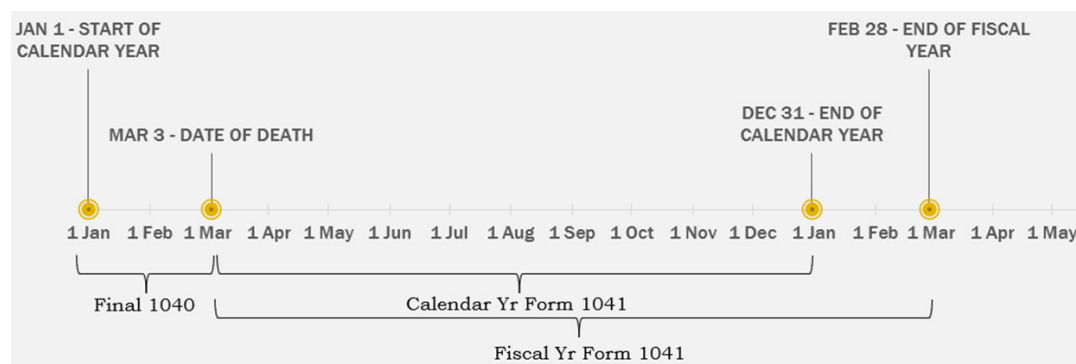 JAN 1 - START OF
CALENDAR YEAR
FEB 28 - END OF FISCAL
YEAR
MAR 3 - DATE OF DEATH
DEC 31 - END OF
CALENDAR YEAR
1 Jan 1 Feb 1 Mar 1 Apr 1 May 1 Jun 1 Jul 1 Aug 1 Sep 1 Oct 1 Nov 1 Dec 1 Jan 1 Feb 1 Mar 1 Apr 1 May
Final 1040
Calendar Yr Form 1041
Fiscal Yr Form 1041